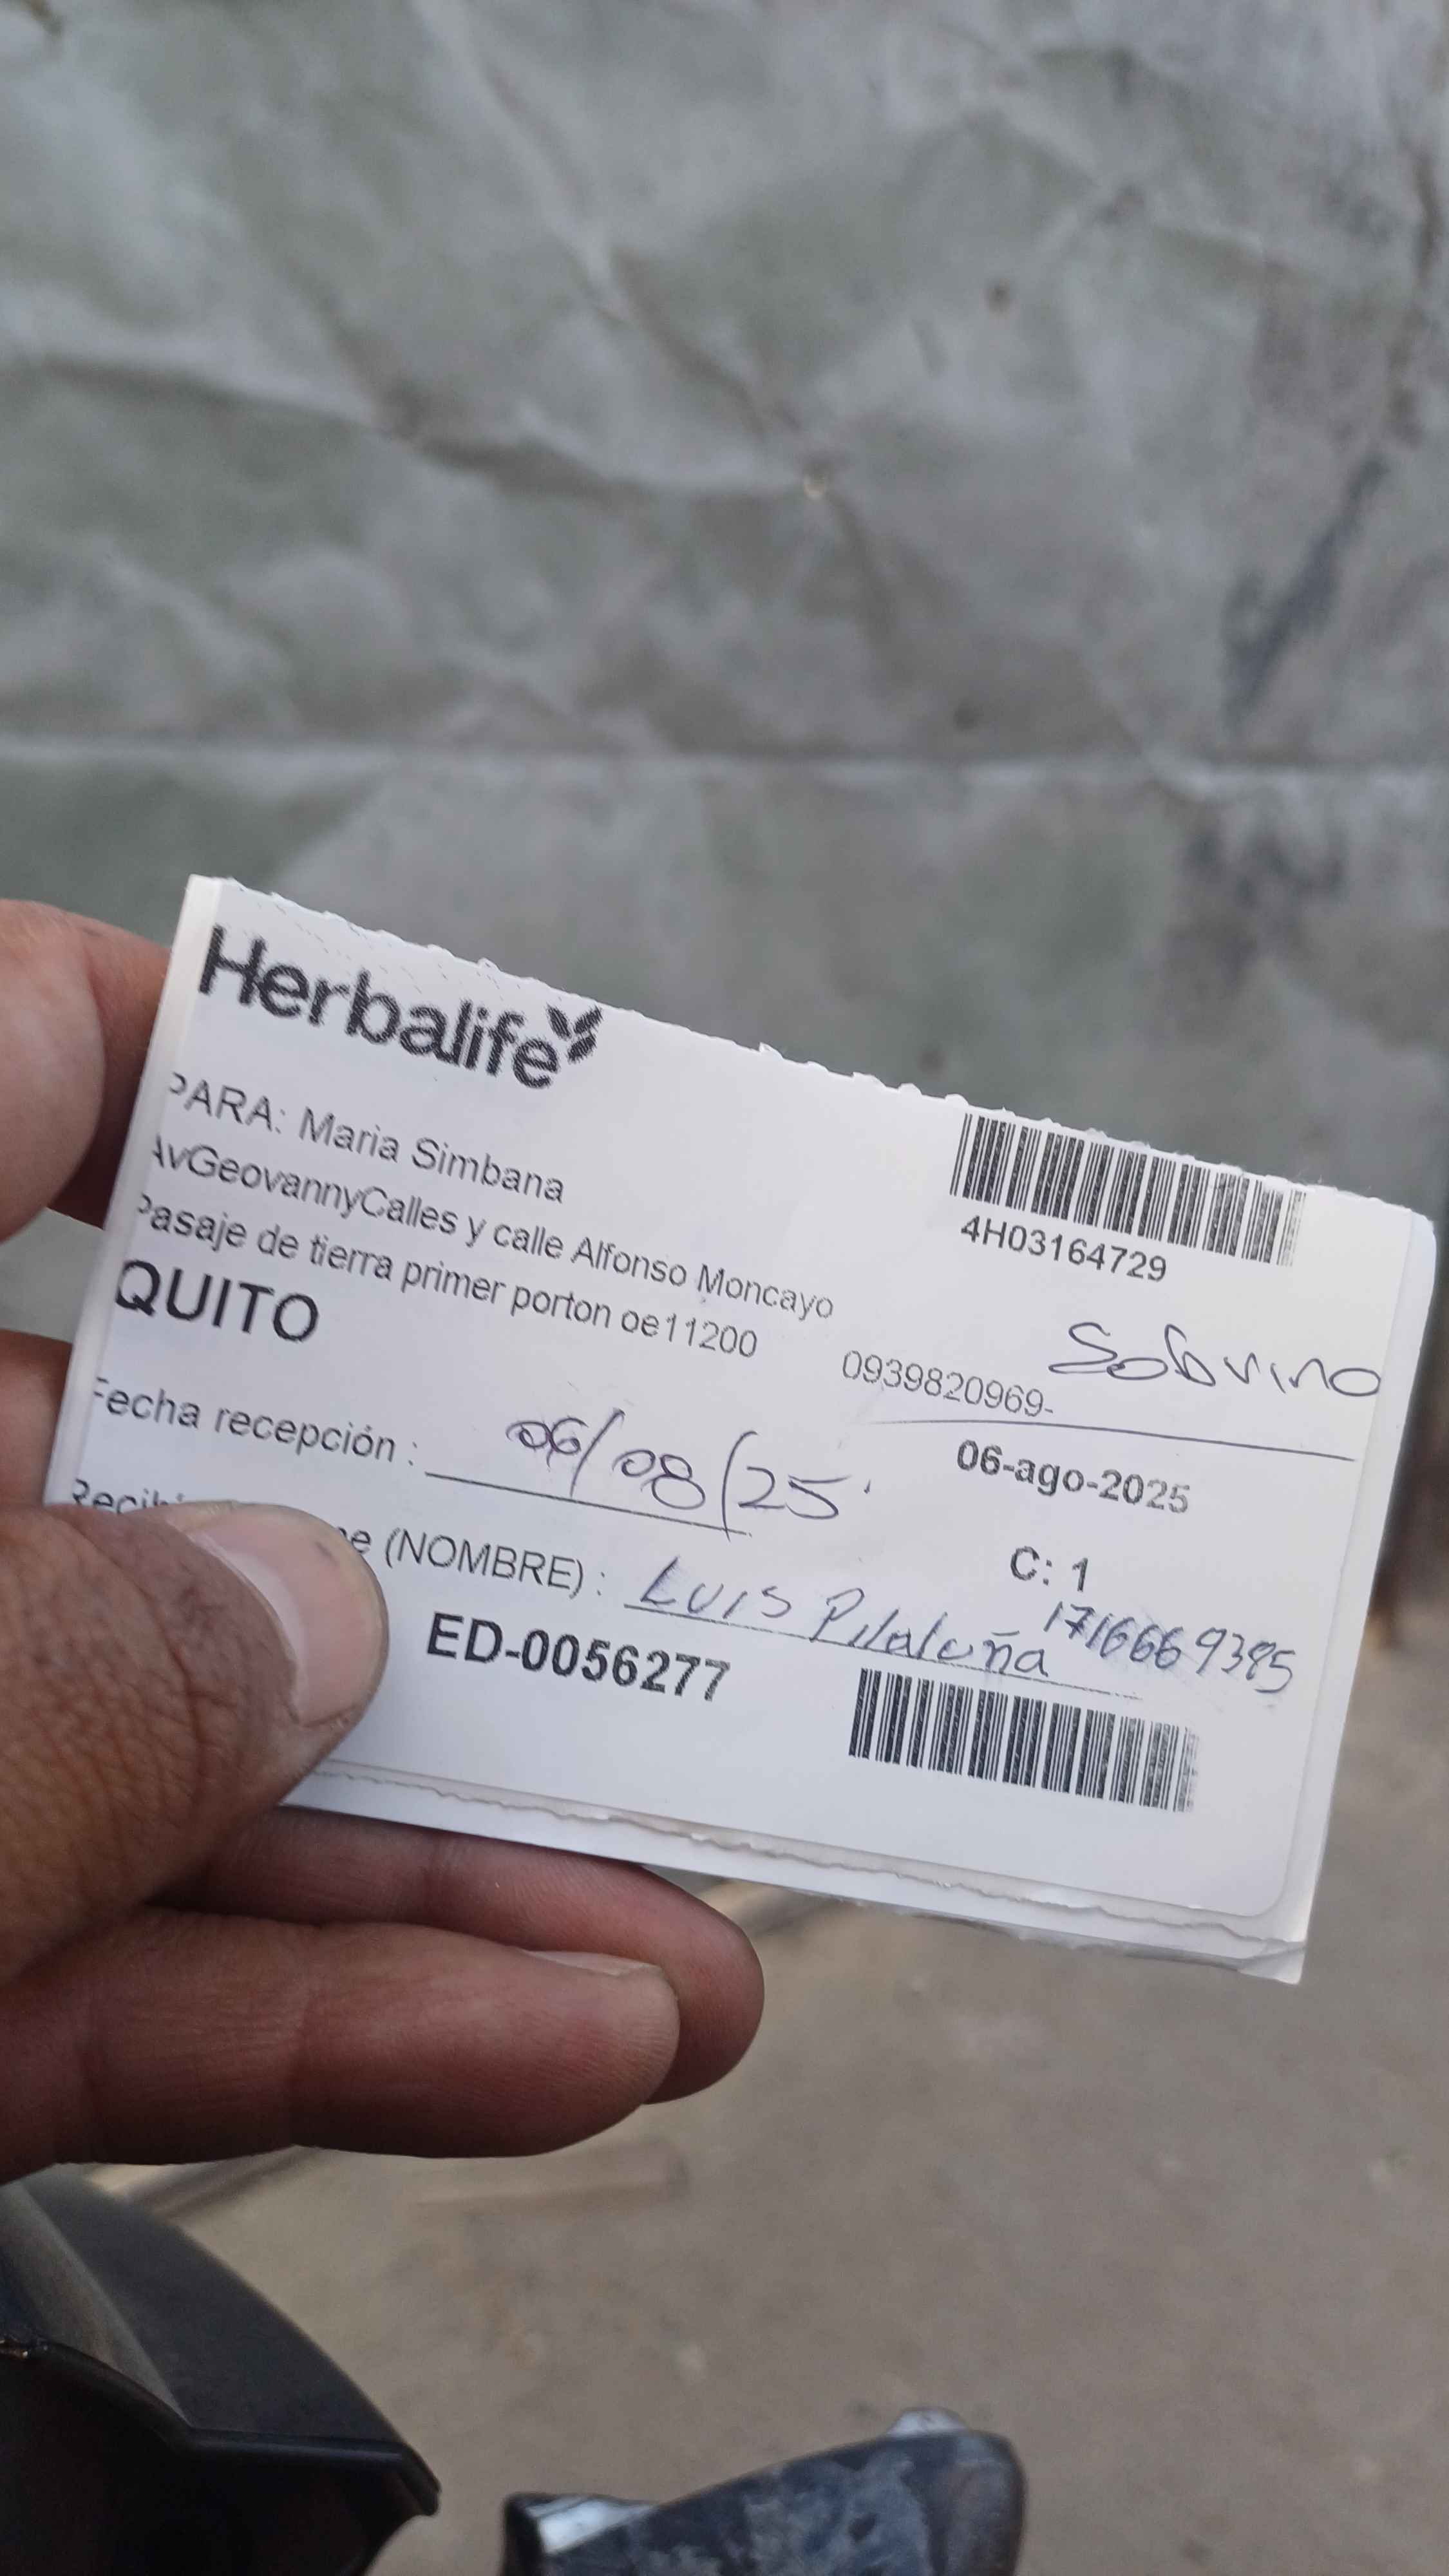 Herbalife
PARA: Maria Simbana
AvGeovannyCalles y calle Alfonso Moncayo
Pasaje de tierra primer porton oe11200
QUITO
4H03164729
0939820969-
Sobrino
Fecha recepción : 06/08/25
06-ago-2025
C: 1
(NOMBRE) : Luis Pilaluña
1716669385
ED-0056277